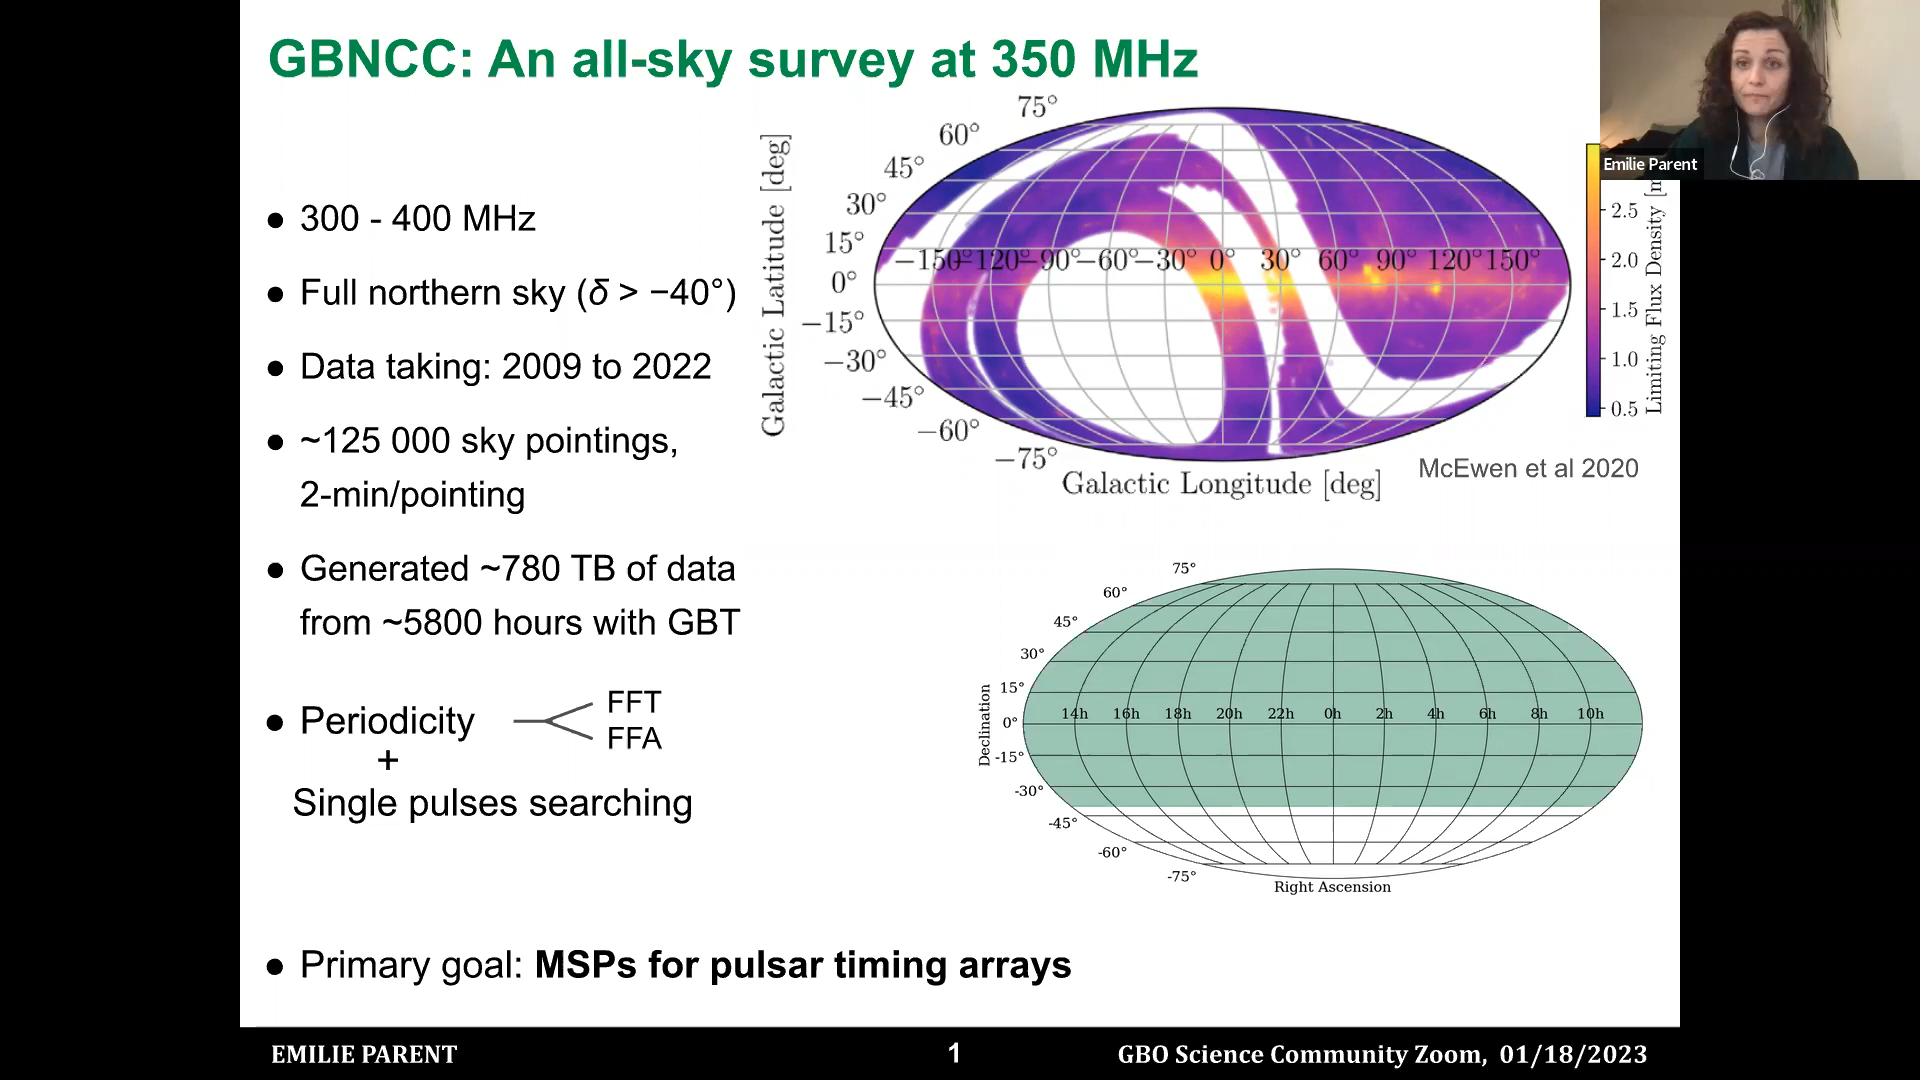 GBNCC: An all-sky survey at 350 MHz
● 300 - 400 MHz
● Full northern sky (δ > −40°)
● Data taking: 2009 to 2022
● ~125 000 sky pointings,
2-min/pointing
● Generated ~780 TB of data
from ~5800 hours with GBT
● Periodicity
FFT
FFA
+
Single pulses searching
● Primary goal: MSPs for pulsar timing arrays
Galactic Latitude [deg]
75°
60°
45°
30°
15°
0°
−15°
−30°
−45°
−60°
−75°
−150° −120° −90° −60° −30° 0° 30° 60° 90° 120° 150°
Galactic Longitude [deg]
2.5
2.0
1.5
1.0
0.5
Limiting Flux Density
McEwen et al 2020
Emilie Parent
Declination
75°
60°
45°
30°
15°
0°
-15°
-30°
-45°
-60°
-75°
14h 16h 18h 20h 22h 0h 2h 4h 6h 8h 10h
Right Ascension
EMILIE PARENT
1
GBO Science Community Zoom, 01/18/2023